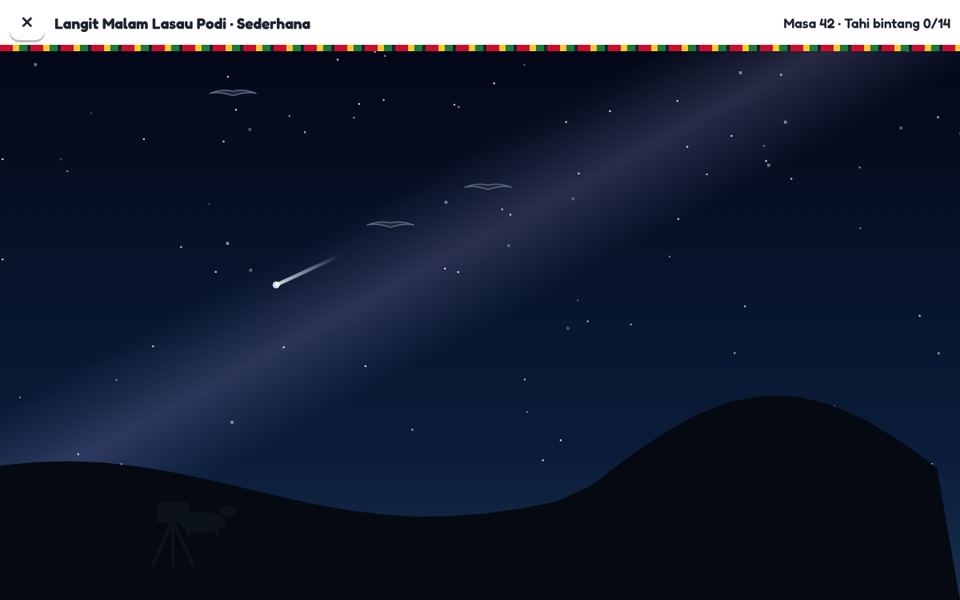 × Langit Malam Lasau Podi · Sederhana
Masa 42 · Tahi bintang 0/14